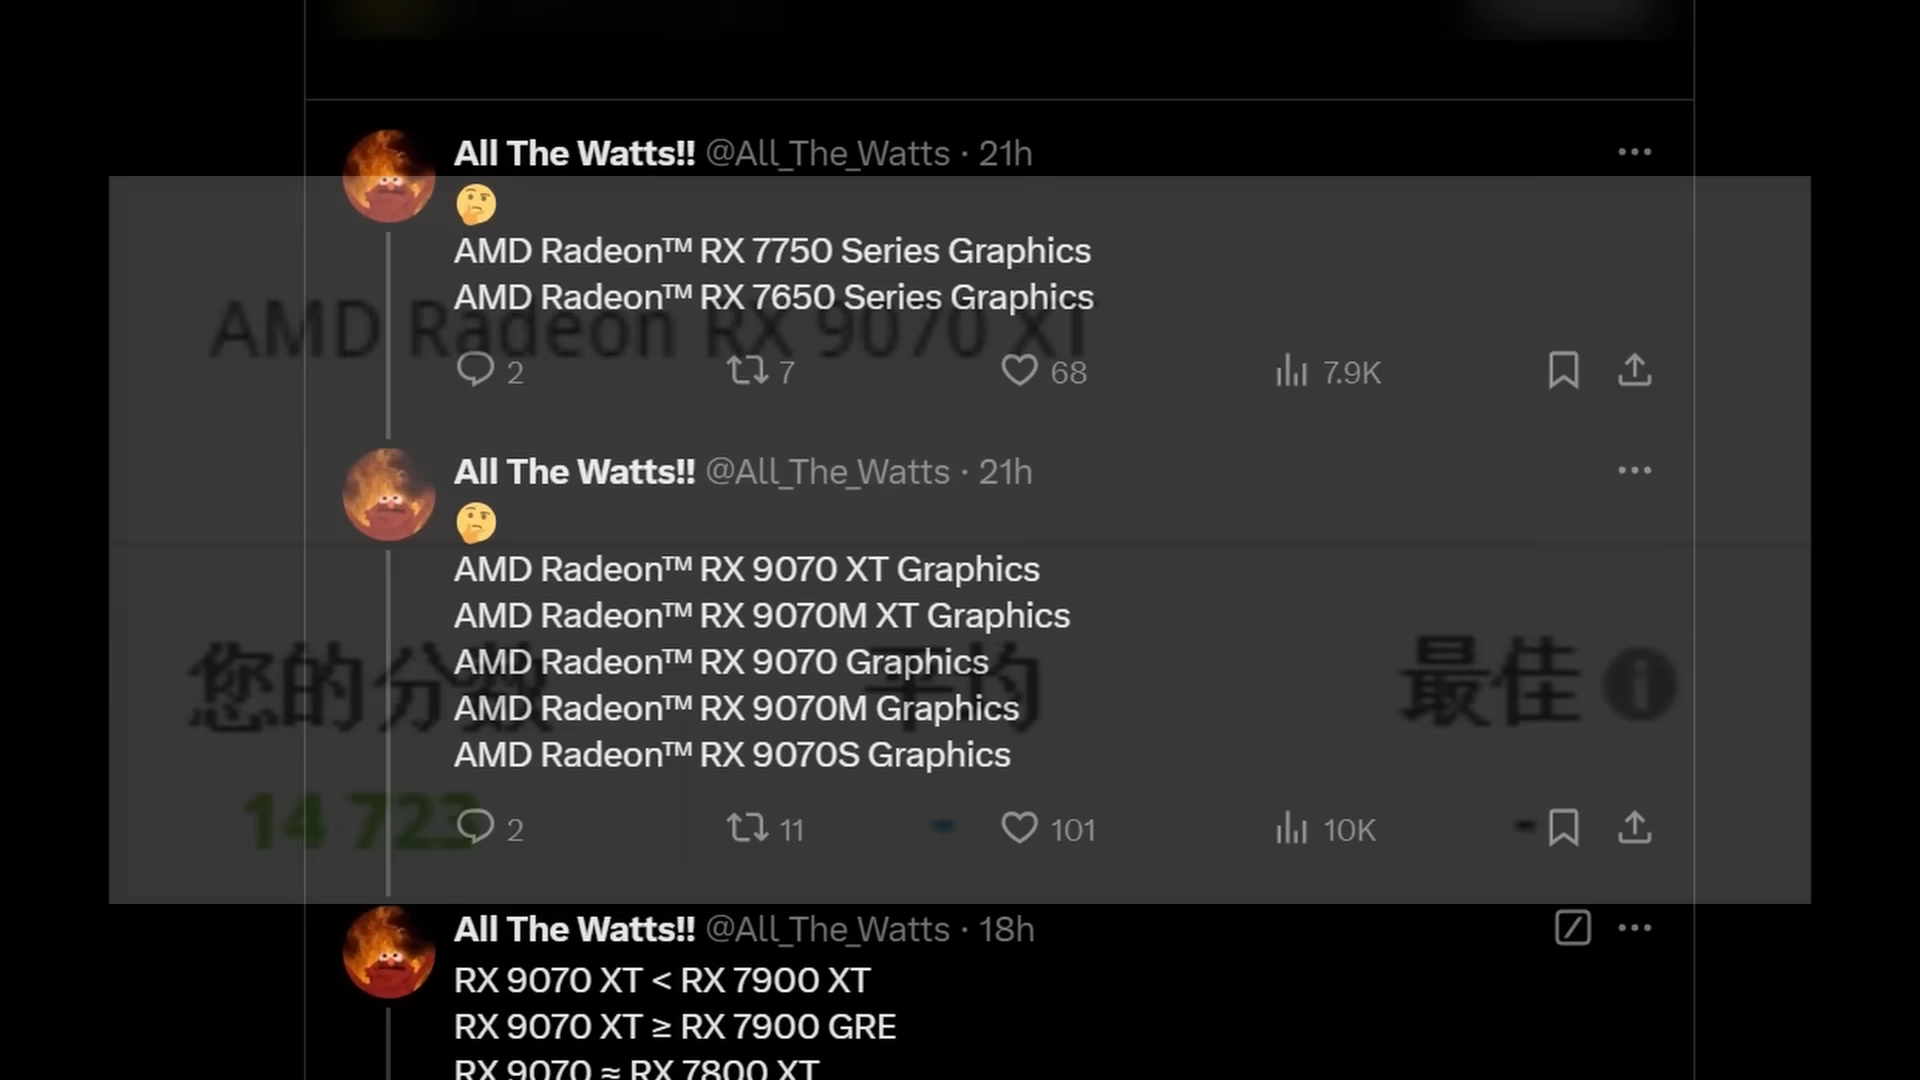 All The Watts!! @All_The_Watts · 21h
🤔
AMD Radeon™ RX 7750 Series Graphics
AMD Radeon™ RX 7650 Series Graphics
AMD Radeon RX 9070 XT
2 7 68 7.9K
All The Watts!! @All_The_Watts · 21h
🤔
AMD Radeon™ RX 9070 XT Graphics
AMD Radeon™ RX 9070M XT Graphics
AMD Radeon™ RX 9070 Graphics
AMD Radeon™ RX 9070M Graphics
AMD Radeon™ RX 9070S Graphics
您的分数 平均 最佳
14 723
2 11 101 10K
All The Watts!! @All_The_Watts · 18h
RX 9070 XT < RX 7900 XT
RX 9070 XT ≥ RX 7900 GRE
RX 9070 ≈ RX 7800 XT